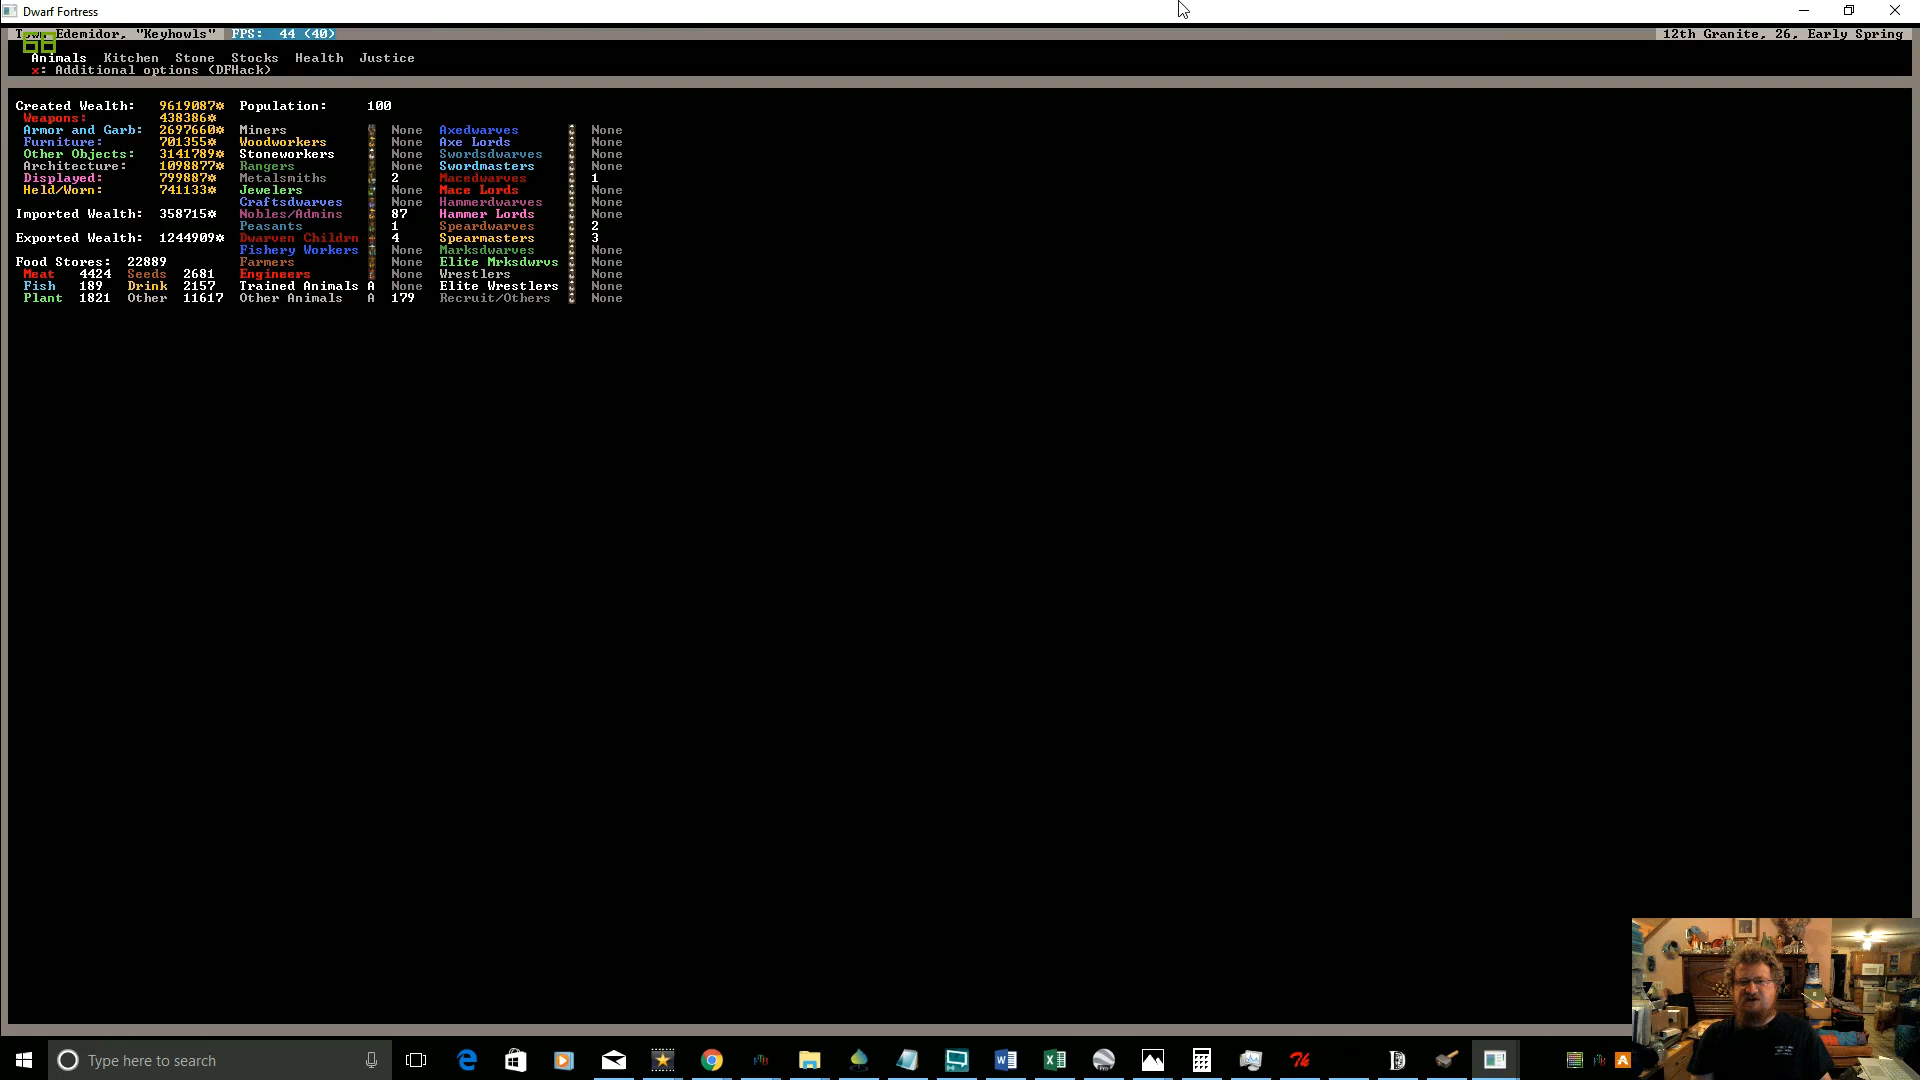 Dwarf Fortress
Edemidor, "Keyhowls" FPS: 44 (40) 12th Granite, 26, Early Spring
68
Animals Kitchen Stone Stocks Health Justice
x: Additional options (DFHack)
Created Wealth: 9619087☼ Population: 100
Weapons: 438386☼
Armor and Garb: 2697660☼ Miners None Axedwarves None
Furniture: 701355☼ Woodworkers None Axe Lords None
Other Objects: 3141789☼ Stoneworkers None Swordsdwarves None
Architecture: 1098877☼ Rangers None Swordmasters None
Displayed: 799887☼ Metalsmiths 2 Macedwarves 1
Held/Worn: 741133☼ Jewelers None Mace Lords None
Craftsdwarves None Hammerdwarves None
Imported Wealth: 358715☼ Nobles/Admins 87 Hammer Lords None
Peasants 1 Speardwarves 2
Exported Wealth: 1244909☼ Dwarven Childrn 4 Spearmasters 3
Fishery Workers None Marksdwarves None
Food Stores: 22889 Farmers None Elite Mrksdwrvs None
Meat 4424 Seeds 2681 Engineers None Wrestlers None
Fish 189 Drink 2157 Trained Animals A None Elite Wrestlers None
Plant 1821 Other 11617 Other Animals A 179 Recruit/Others None
Type here to search